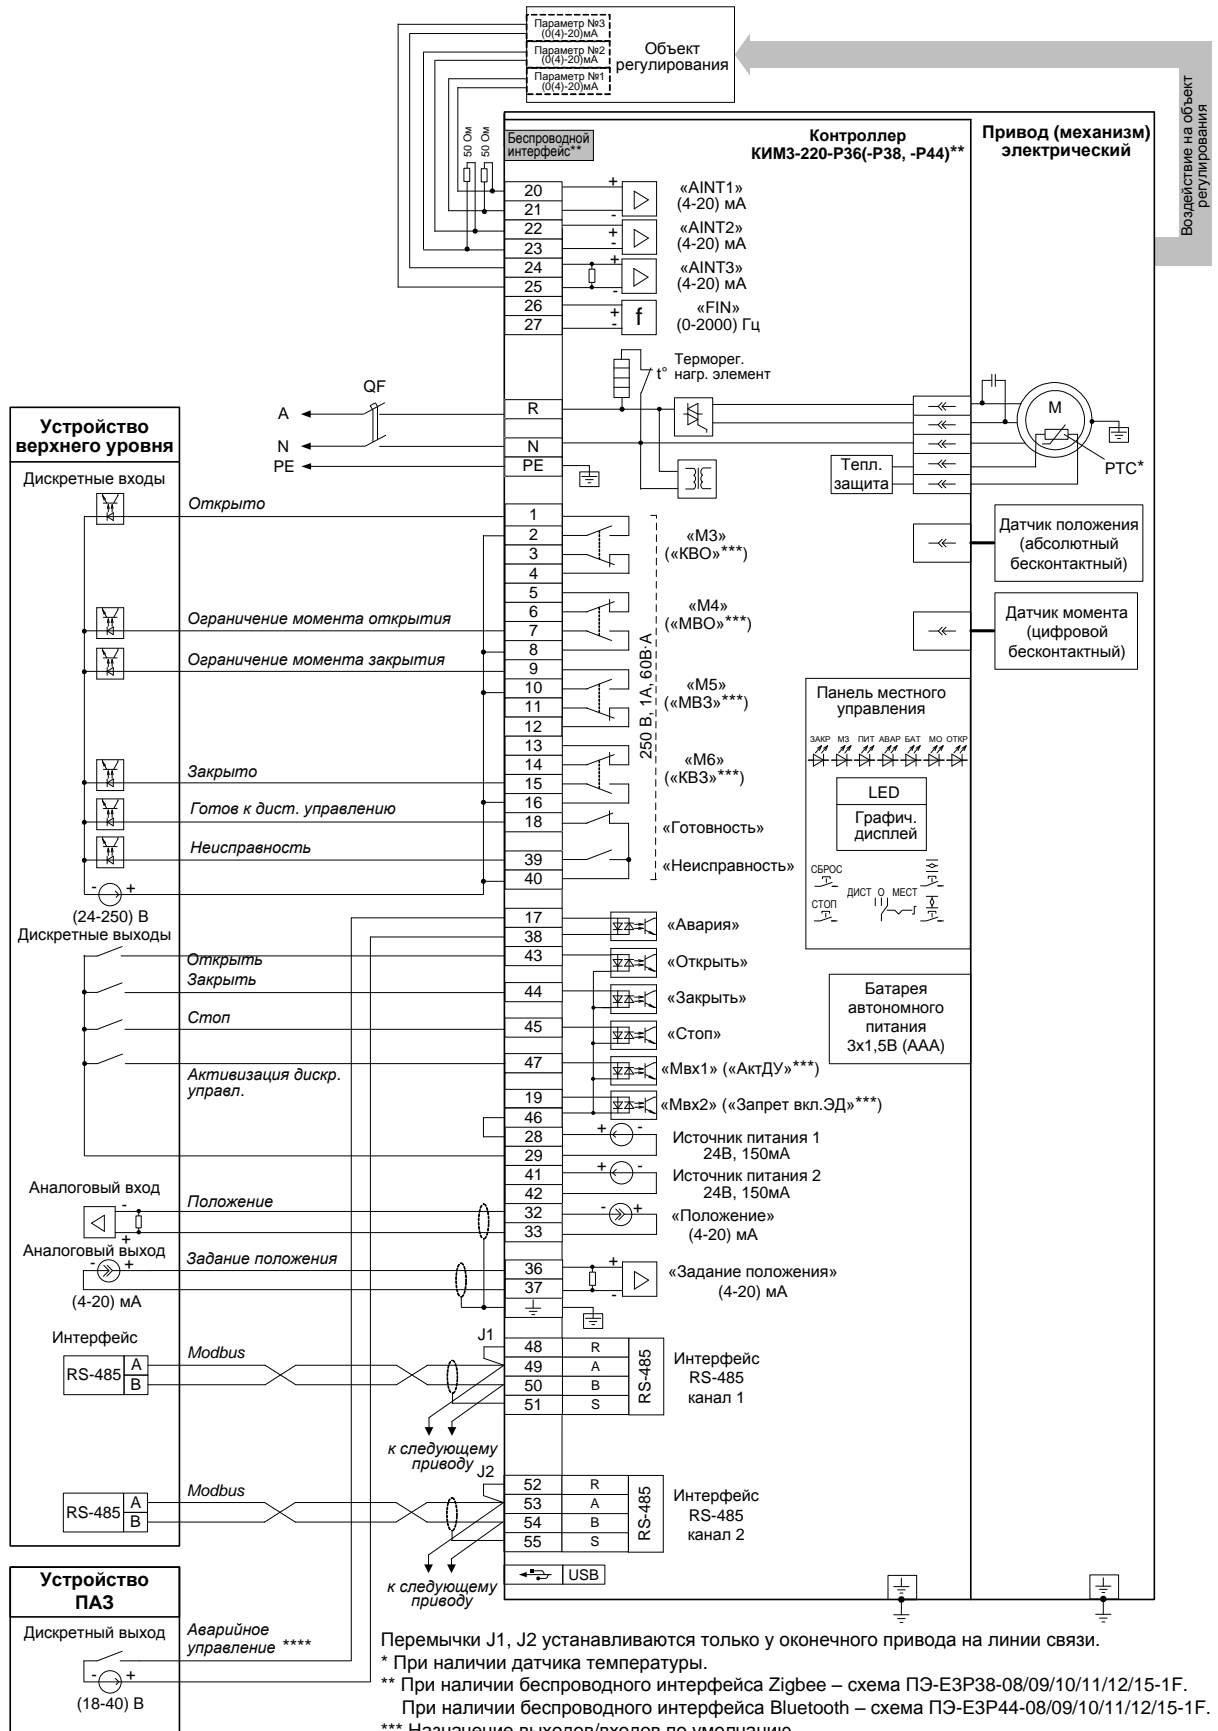 Параметр №3
(0(4)-20)мА
Параметр №2
(0(4)-20)мА
Параметр №1
(0(4)-20)мА
Объект
регулирования
Воздействие на объект
регулирования
50 Ом
50 Ом
Беспроводной
интерфейс**
Контроллер
КИМ3-220-Р36(-Р38, -Р44)**
Привод (механизм)
электрический
20
21
22
23
24
25
26
27
+
-
«AINT1»
(4-20) мА
+
-
«AINT2»
(4-20) мА
+
-
«AINT3»
(4-20) мА
+
-
f
«FIN»
(0-2000) Гц
t°
Терморег.
нагр. элемент
QF
A
N
PE
R
N
PE
M
PTC*
Тепл.
защита
Устройство
верхнего уровня
Дискретные входы
Открыто
Ограничение момента открытия
Ограничение момента закрытия
Закрыто
Готов к дист. управлению
Неисправность
- +
(24-250) В
1
2
3
4
5
6
7
8
9
10
11
12
13
14
15
16
18
39
40
«М3»
(«КВО»***)
«М4»
(«МВО»***)
«М5»
(«МВЗ»***)
«М6»
(«КВЗ»***)
«Готовность»
«Неисправность»
250 В, 1А, 60В·А
Датчик положения
(абсолютный
бесконтактный)
Датчик момента
(цифровой
бесконтактный)
Панель местного
управления
ЗАКР МЗ ПИТ АВАР БАТ МО ОТКР
LED
Графич.
дисплей
СБРОС
СТОП
ДИСТ О МЕСТ
Батарея
автономного
питания
3x1,5В (ААА)
Дискретные выходы
Открыть
Закрыть
Стоп
Активизация дискр.
управл.
17
38
43
44
45
47
19
46
28
29
41
42
32
33
36
37
«Авария»
«Открыть»
«Закрыть»
«Стоп»
«Мвх1» («АктДУ»***)
«Мвх2» («Запрет вкл.ЭД»***)
+ -
Источник питания 1
24В, 150мА
+ -
Источник питания 2
24В, 150мА
- +
«Положение»
(4-20) мА
+
-
«Задание положения»
(4-20) мА
Аналоговый вход
-
+
Положение
Аналоговый выход
- +
Задание положения
(4-20) мА
Интерфейс
RS-485
A
B
Modbus
J1
48 R
49 A
50 B
51 S
RS-485
Интерфейс
RS-485
канал 1
к следующему
приводу
RS-485
A
B
Modbus
J2
52 R
53 A
54 B
55 S
RS-485
Интерфейс
RS-485
канал 2
к следующему
приводу
USB
Устройство
ПАЗ
Дискретный выход
Аварийное
управление ****
- +
(18-40) В
Перемычки J1, J2 устанавливаются только у оконечного привода на линии связи.
* При наличии датчика температуры.
** При наличии беспроводного интерфейса Zigbee – схема ПЭ-Е3Р38-08/09/10/11/12/15-1F.
При наличии беспроводного интерфейса Bluetooth – схема ПЭ-Е3Р44-08/09/10/11/12/15-1F.
*** Назначение выходов/входов по умолчанию